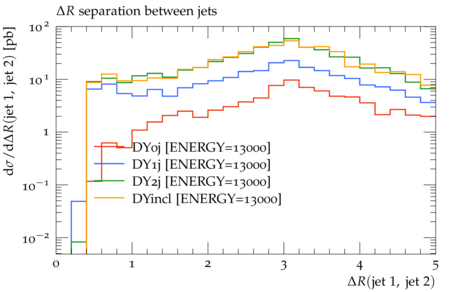 ΔR separation between jets
dσ/dΔR(jet 1, jet 2) [pb]
10²
10¹
1
10⁻¹
10⁻²
DY0j [ENERGY=13000]
DY1j [ENERGY=13000]
DY2j [ENERGY=13000]
DYincl [ENERGY=13000]
0 1 2 3 4 5
ΔR(jet 1, jet 2)